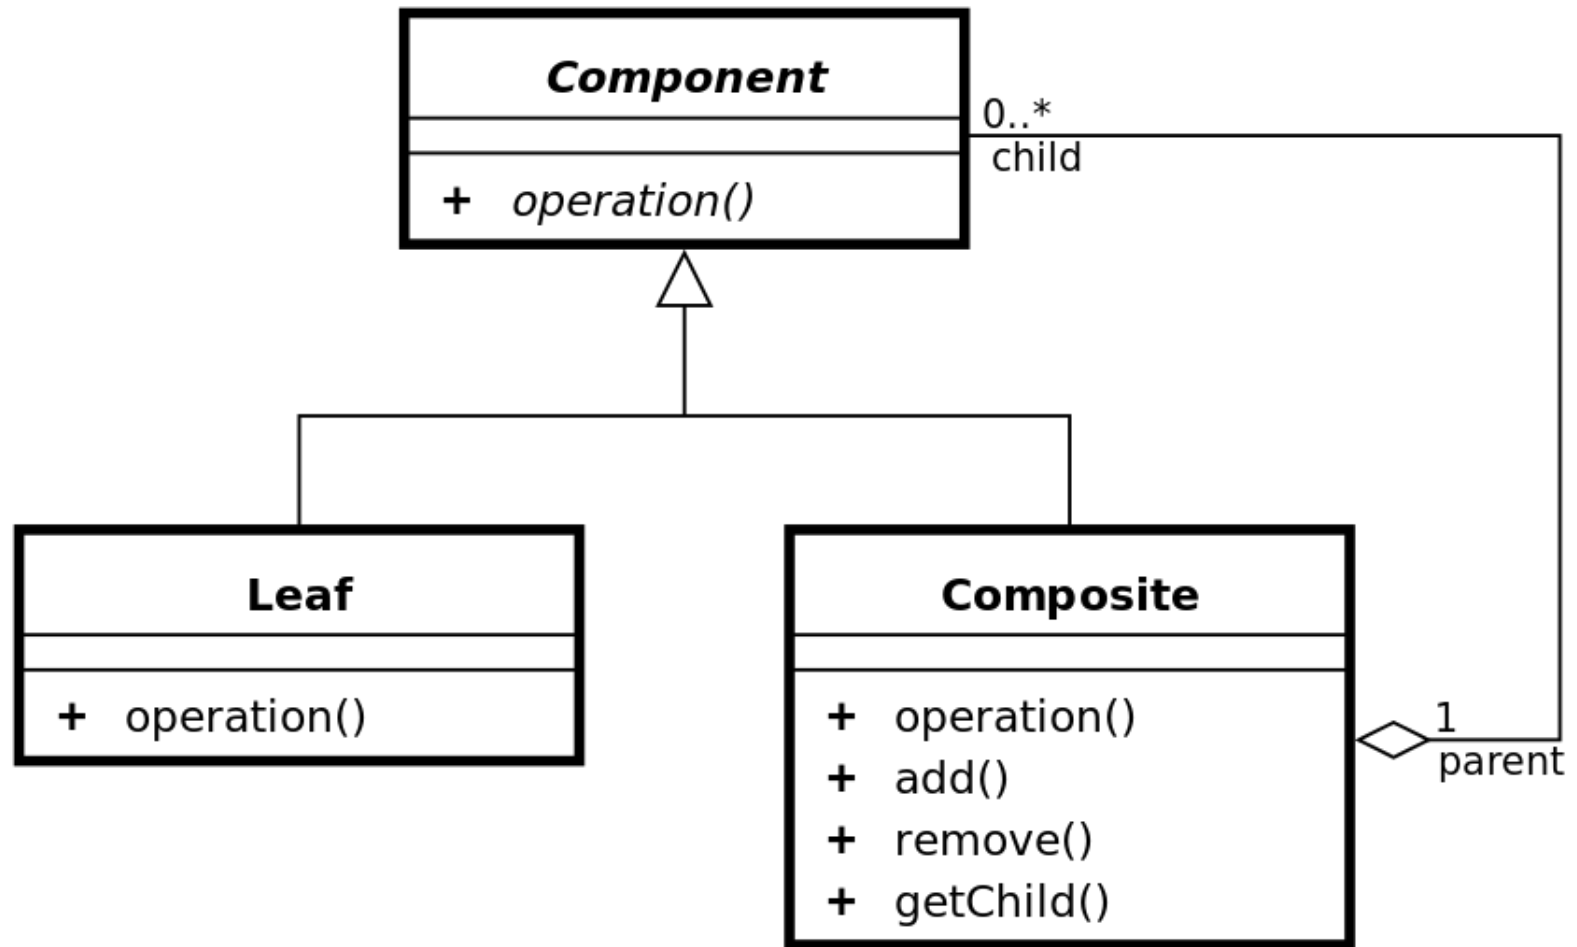 Component
0..*
child
+ operation()
Leaf
+ operation()
Composite
+ operation()
+ add()
+ remove()
+ getChild()
1
parent